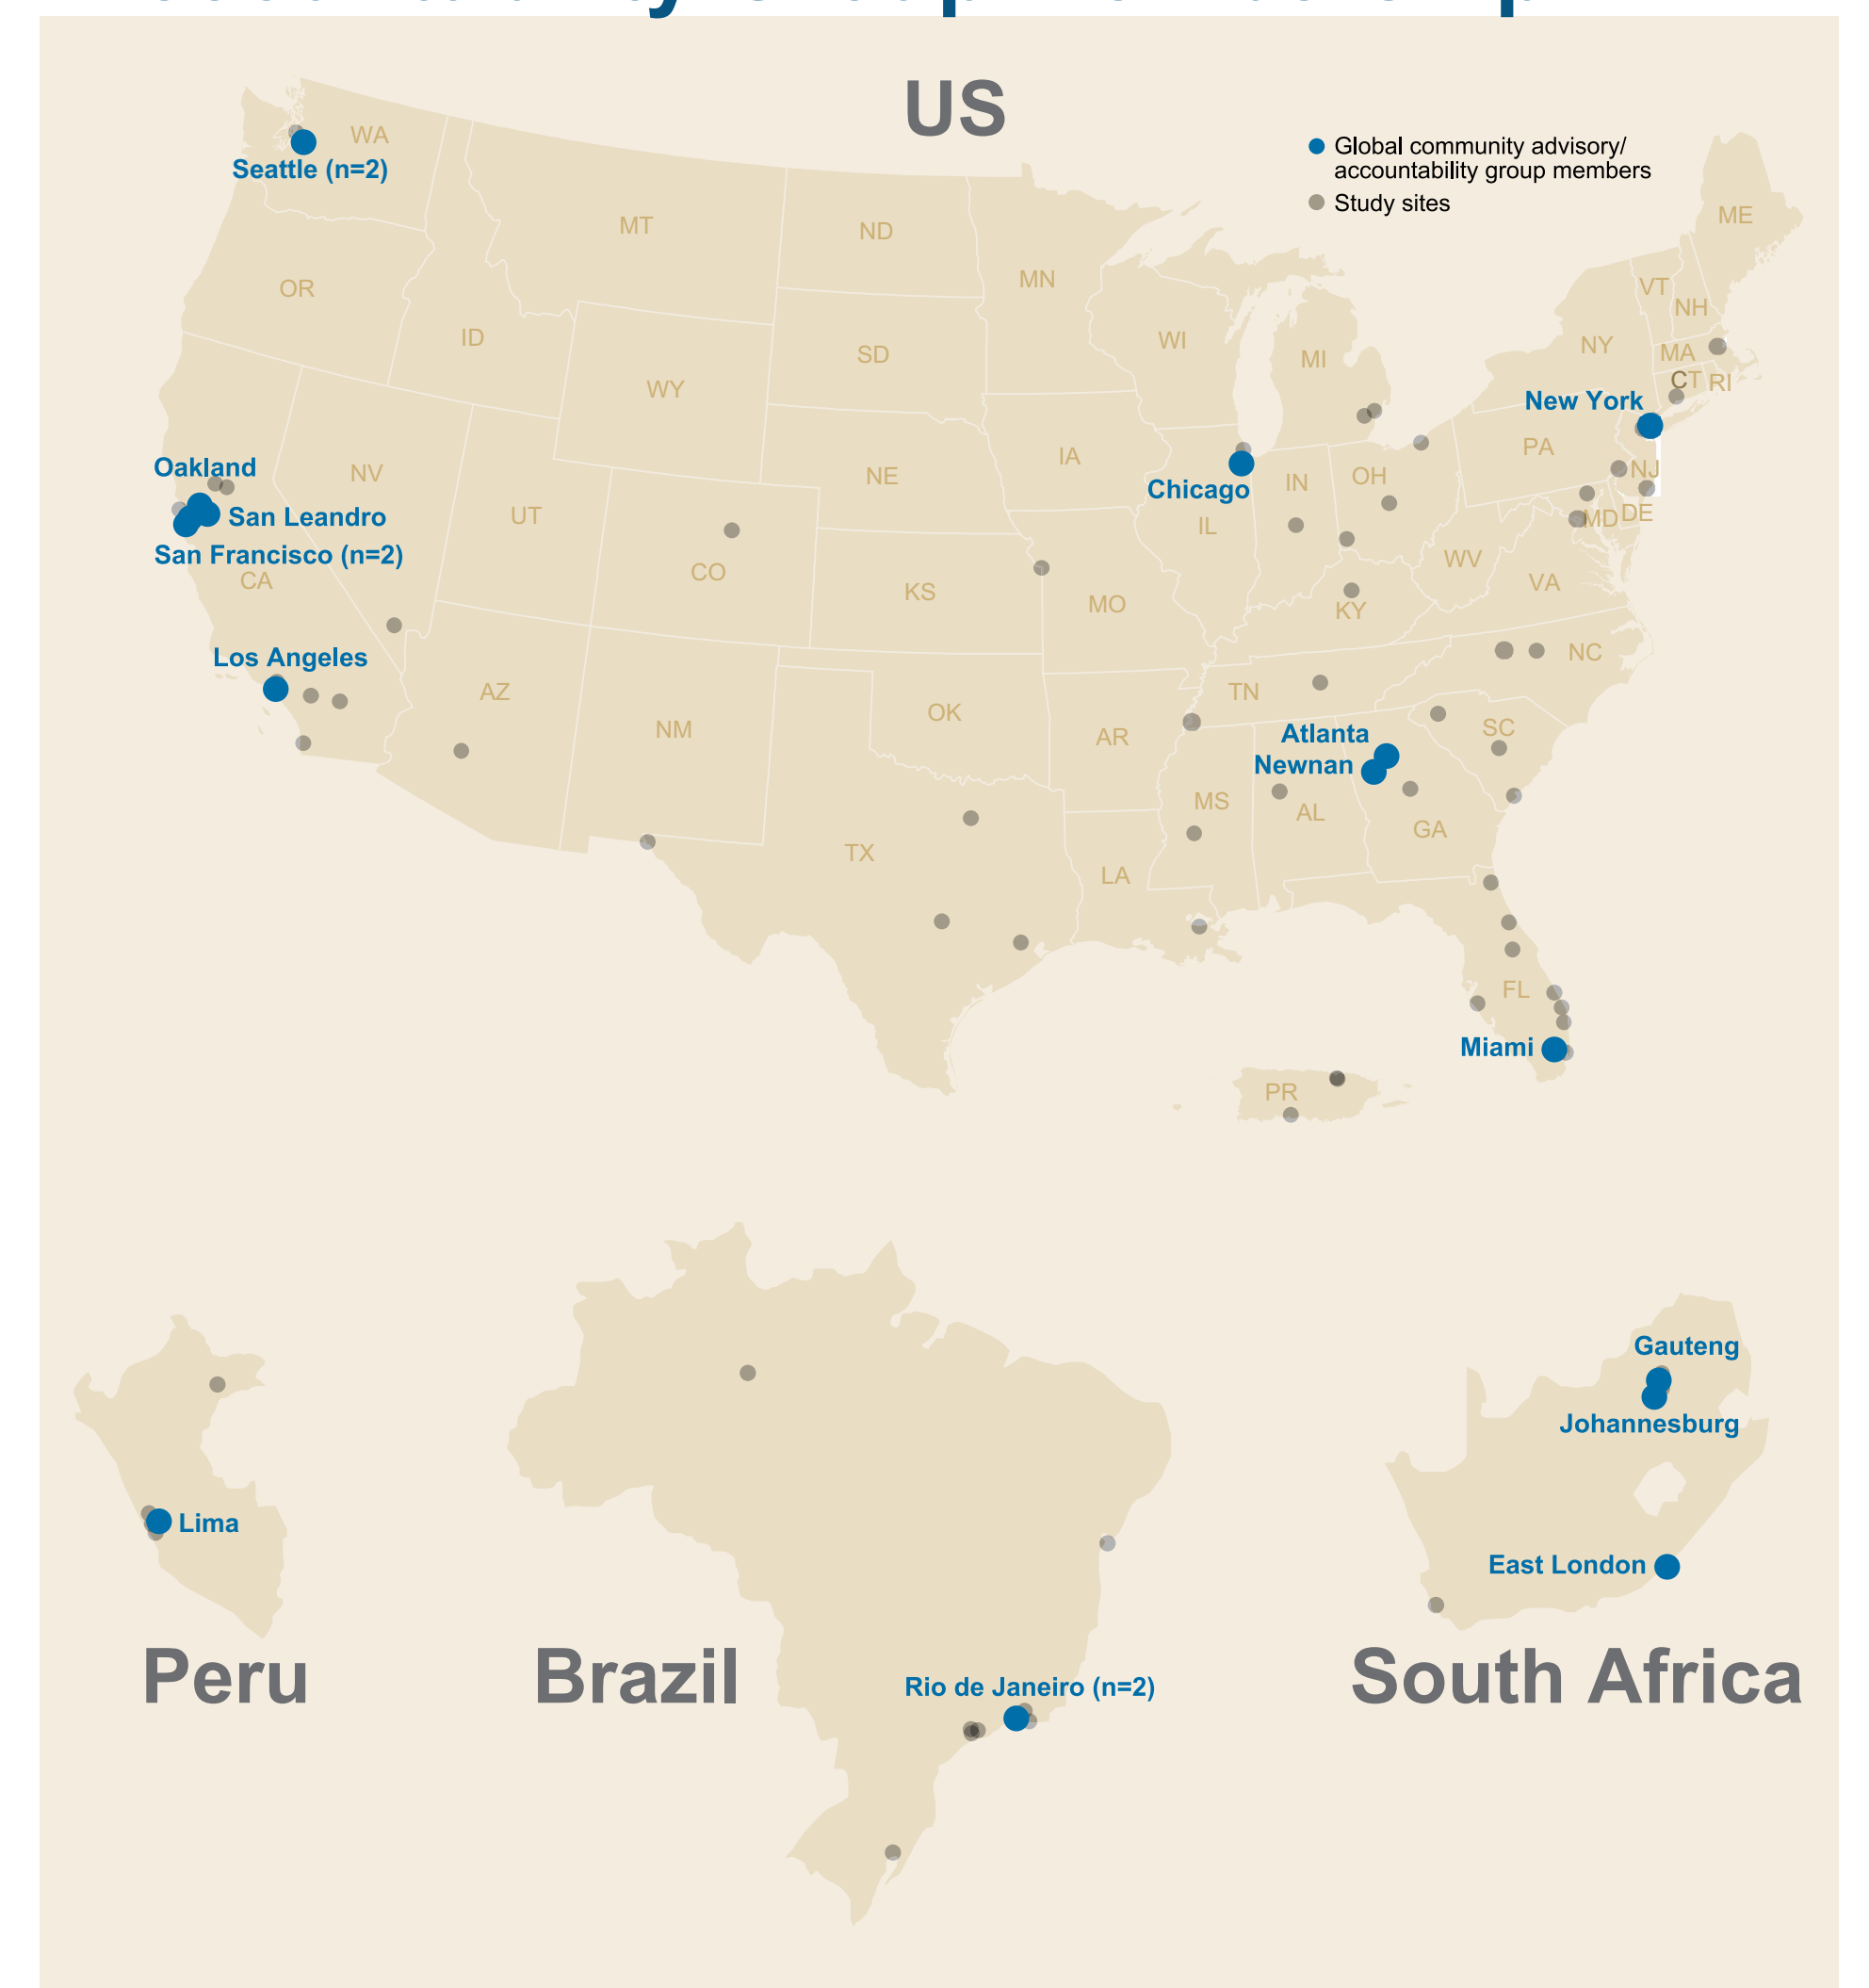 US
Global community advisory/
accountability group members
Study sites
WA
Seattle (n=2)
MT
ND
MN
ME
OR
ID
SD
WI
MI
VT
NH
NY
MA
CT
RI
WY
New York
Oakland
NV
NE
IA
Chicago
IN
OH
PA
NJ
San Leandro
UT
IL
MD
DE
San Francisco (n=2)
CA
CO
KS
MO
WV
VA
KY
Los Angeles
AZ
NM
OK
AR
TN
NC
SC
Atlanta
Newnan
MS
AL
GA
TX
LA
FL
Miami
PR
Gauteng
Johannesburg
Lima
East London
Peru
Brazil
South Africa
Rio de Janeiro (n=2)